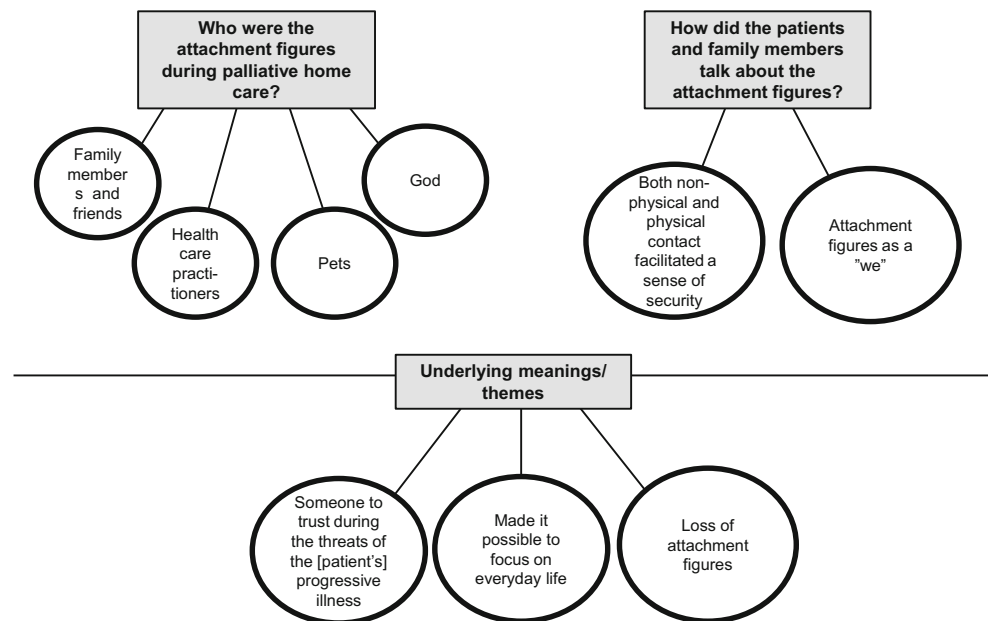 Who were the
attachment figures
during palliative home
care?
How did the patients
and family members
talk about the
attachment figures?
Family
member
s and
friends
Health
care
practi-
tioners
Pets
God
Both non-
physical and
physical
contact
facilitated a
sense of
security
Attachment
figures as a
”we”
Underlying meanings/
themes
Someone to
trust during
the threats of
the [patient’s]
progressive
illness
Made it
possible to
focus on
everyday life
Loss of
attachment
figures